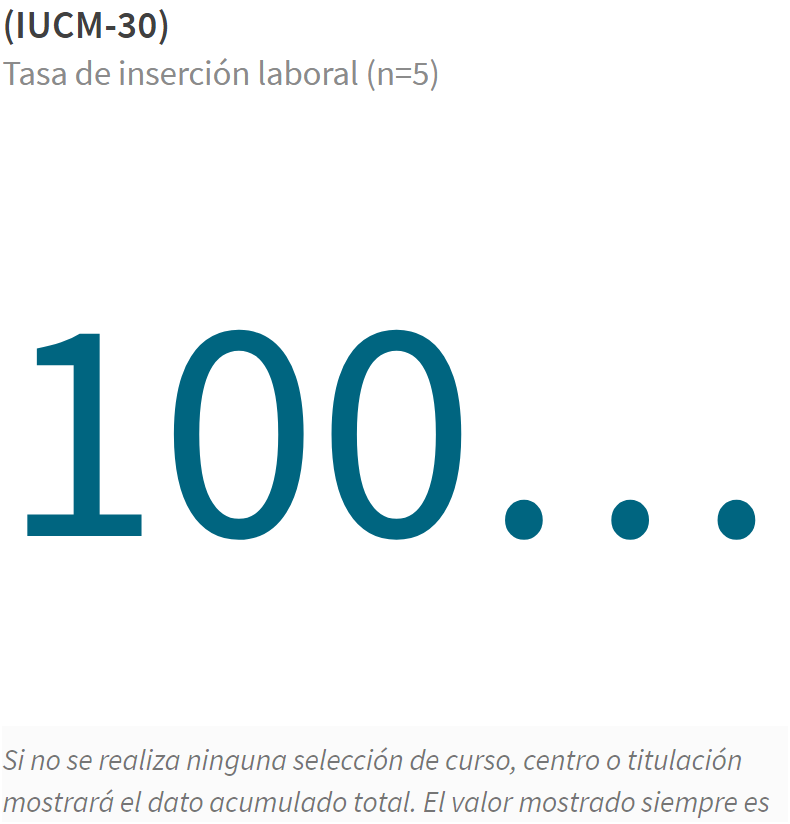 (IUCM-30)
Tasa de inserción laboral (n=5)
100...
Si no se realiza ninguna selección de curso, centro o titulación
mostrará el dato acumulado total. El valor mostrado siempre es